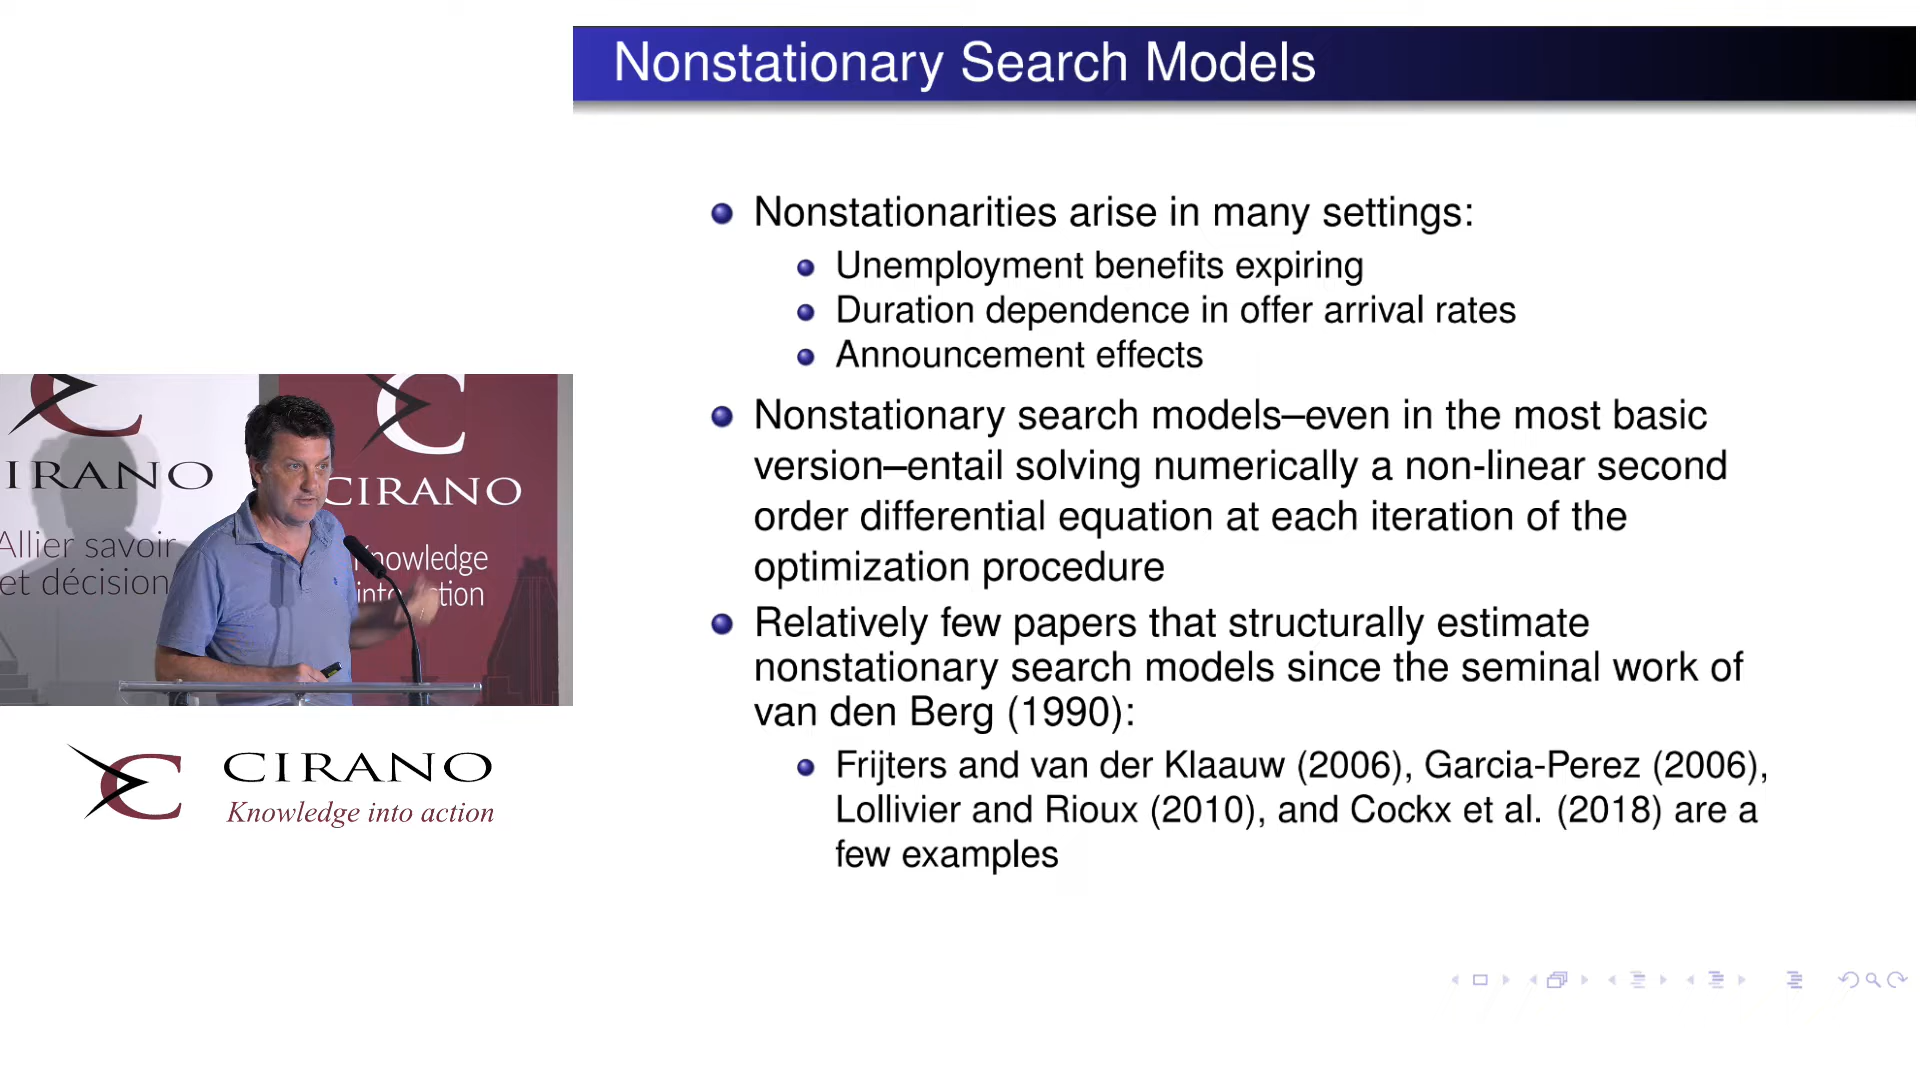 Nonstationary Search Models
Nonstationarities arise in many settings:
Unemployment benefits expiring
Duration dependence in offer arrival rates
Announcement effects
Nonstationary search models–even in the most basic
version–entail solving numerically a non-linear second
order differential equation at each iteration of the
optimization procedure
Relatively few papers that structurally estimate
nonstationary search models since the seminal work of
van den Berg (1990):
Frijters and van der Klaauw (2006), Garcia-Perez (2006),
Lollivier and Rioux (2010), and Cockx et al. (2018) are a
few examples
IRANO
Allier savoir
et décision
CIRANO
Knowledge
into action
CIRANO
Knowledge into action